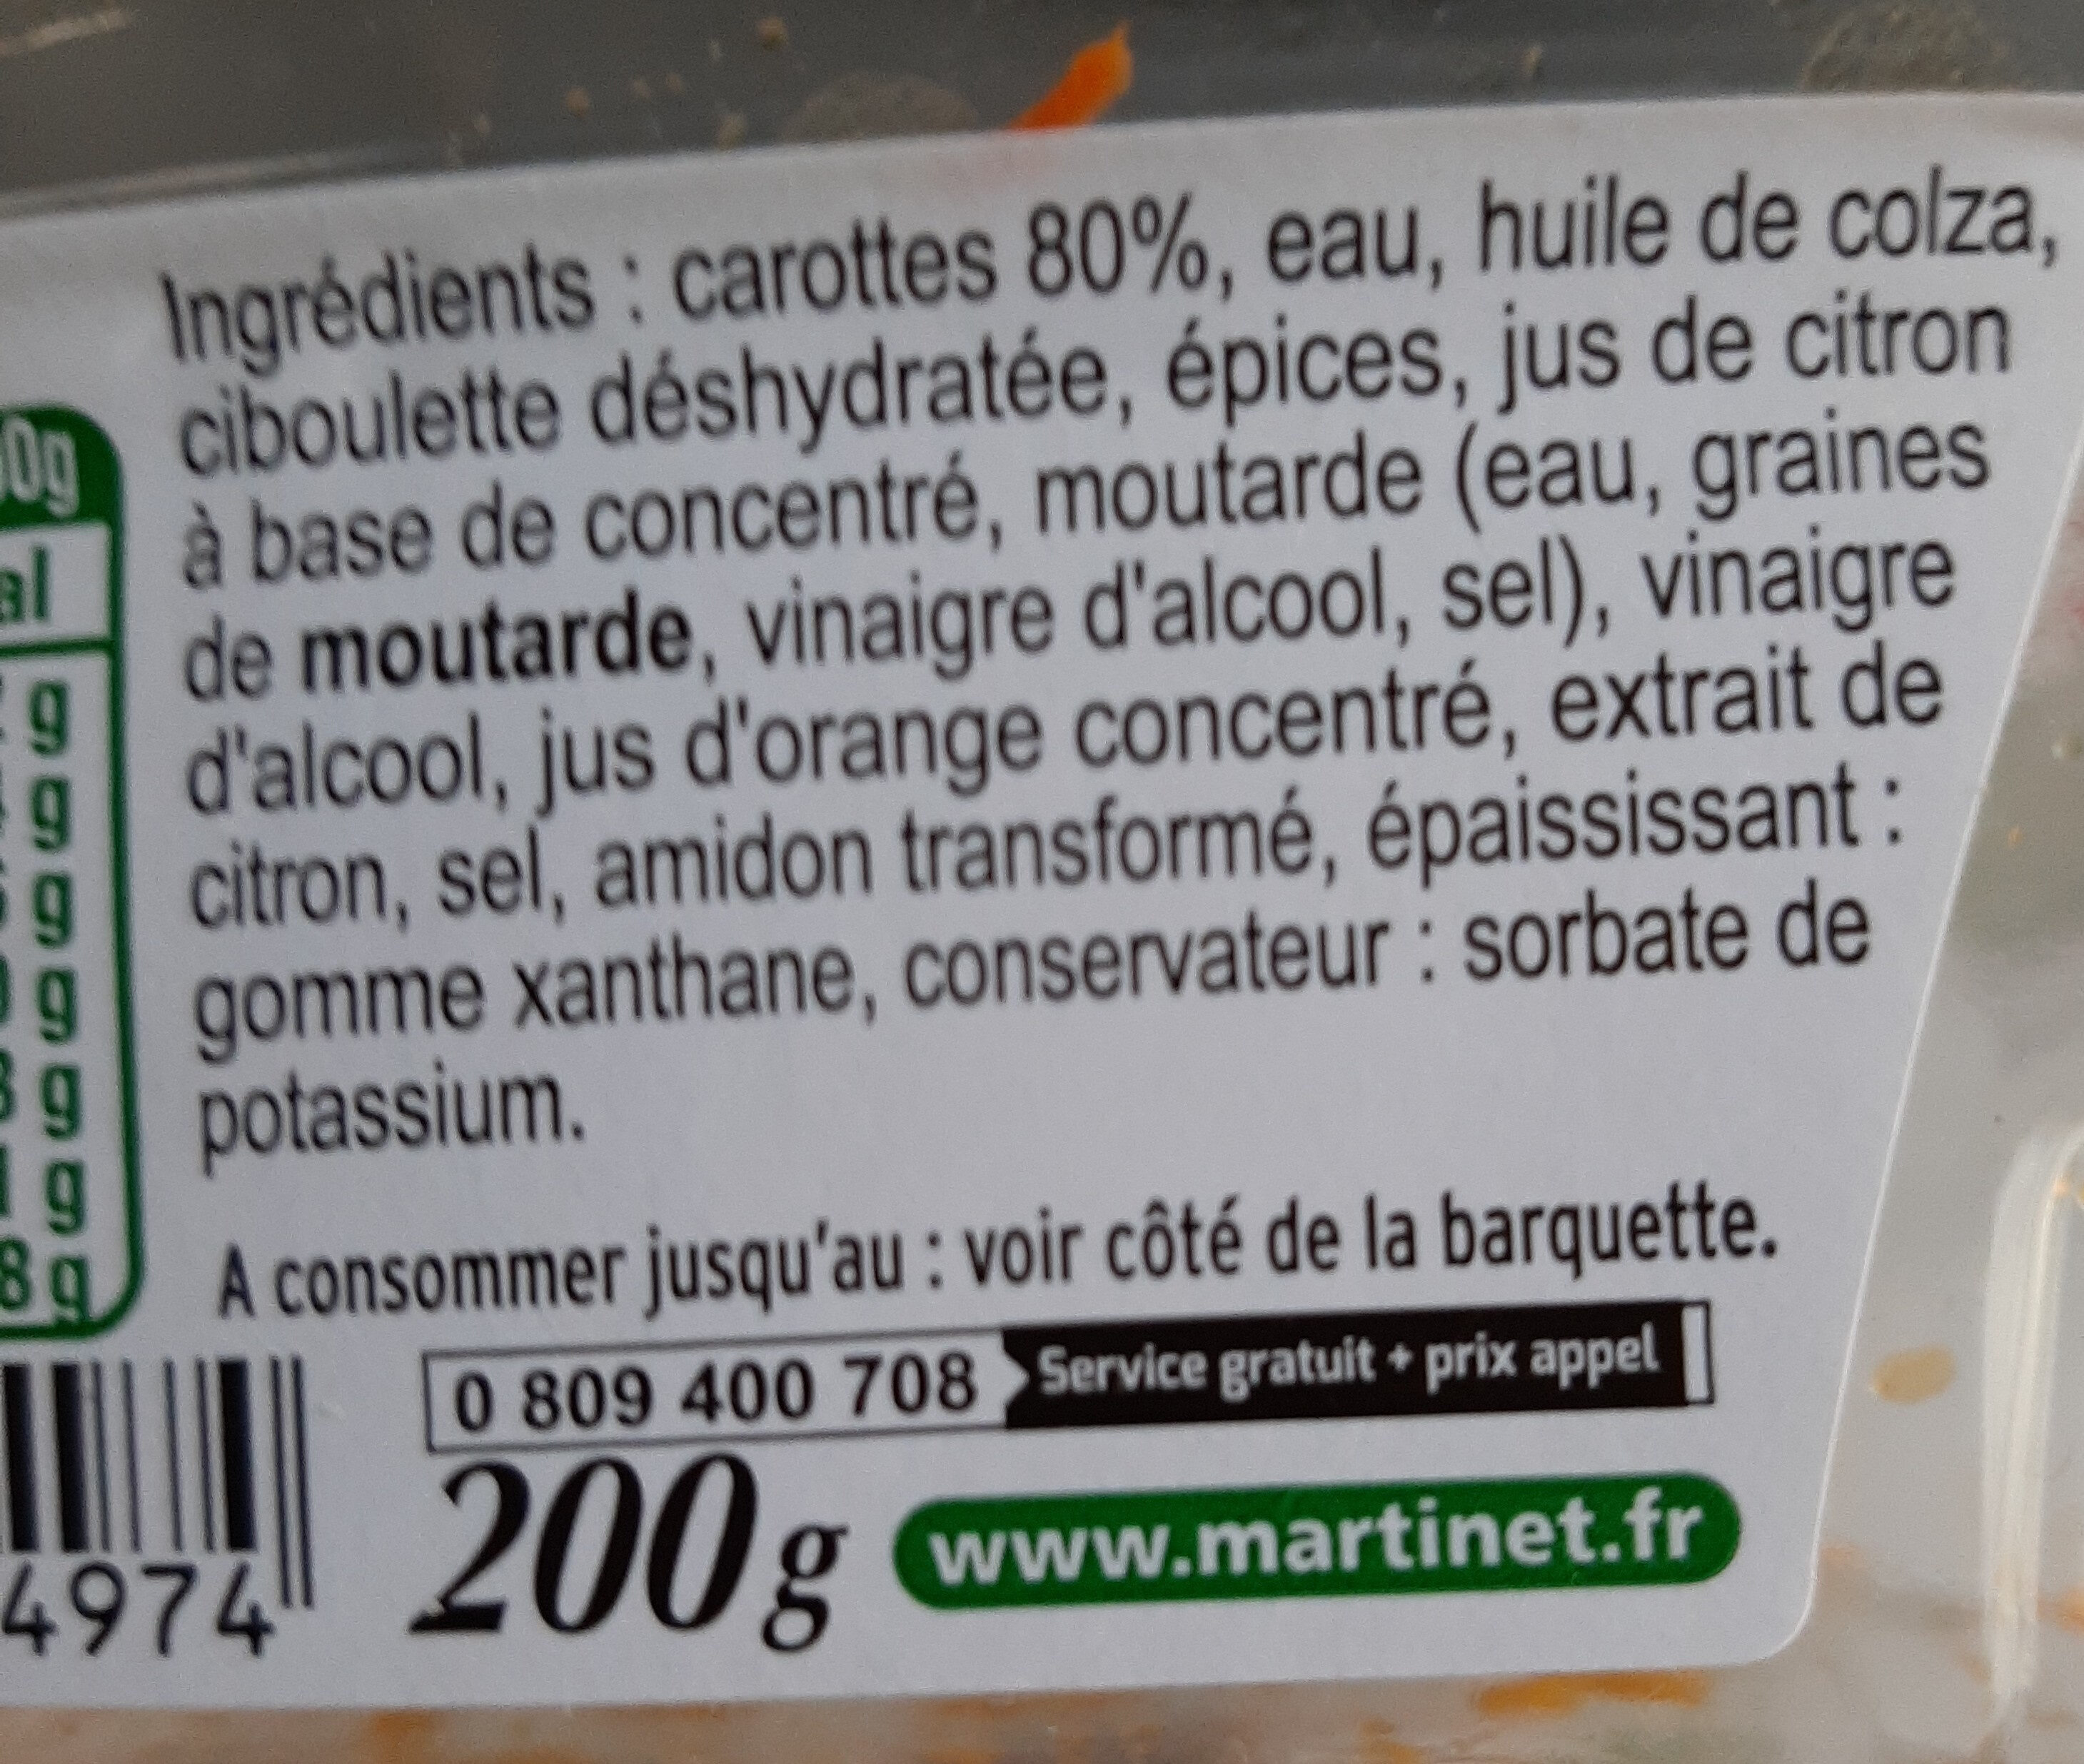 Ingrédients : carottes 80%, eau, huile de colza,
ciboulette déshydratée, épices, jus de citron
à base de concentré, moutarde (eau, graines
de moutarde, vinaigre d'alcool, sel), vinaigre
d'alcool, jus d'orange concentré, extrait de
citron, sel, amidon transformé, épaississant :
gomme xanthane, conservateur : sorbate de
potassium.
g
g
g
g
g
g
8g
A consommer jusqu'au : voir côté de la barquette.
0 809 400 708 Service gratuit + prix appel
4974
200g www.martinet.fr